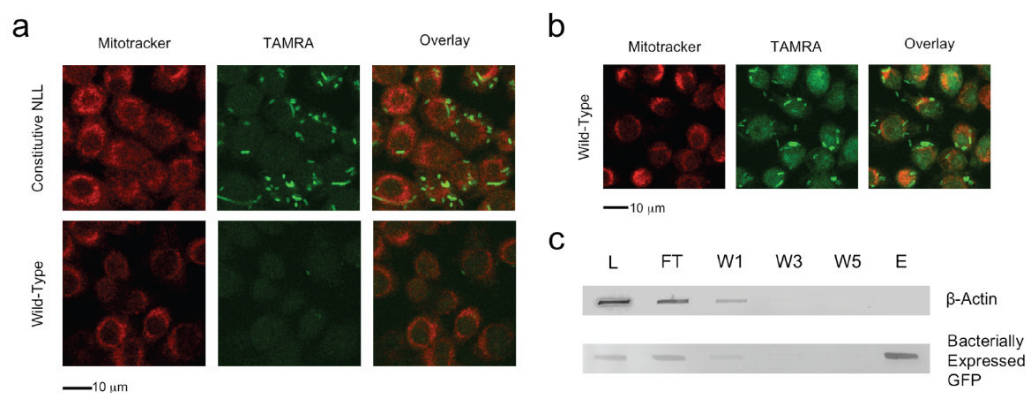 a
Mitotracker TAMRA Overlay
Constitutive NLL
Wild-Type
10 μm
b
Mitotracker TAMRA Overlay
Wild-Type
10 μm
c
L FT W1 W3 W5 E
β-Actin
Bacterially
Expressed
GFP